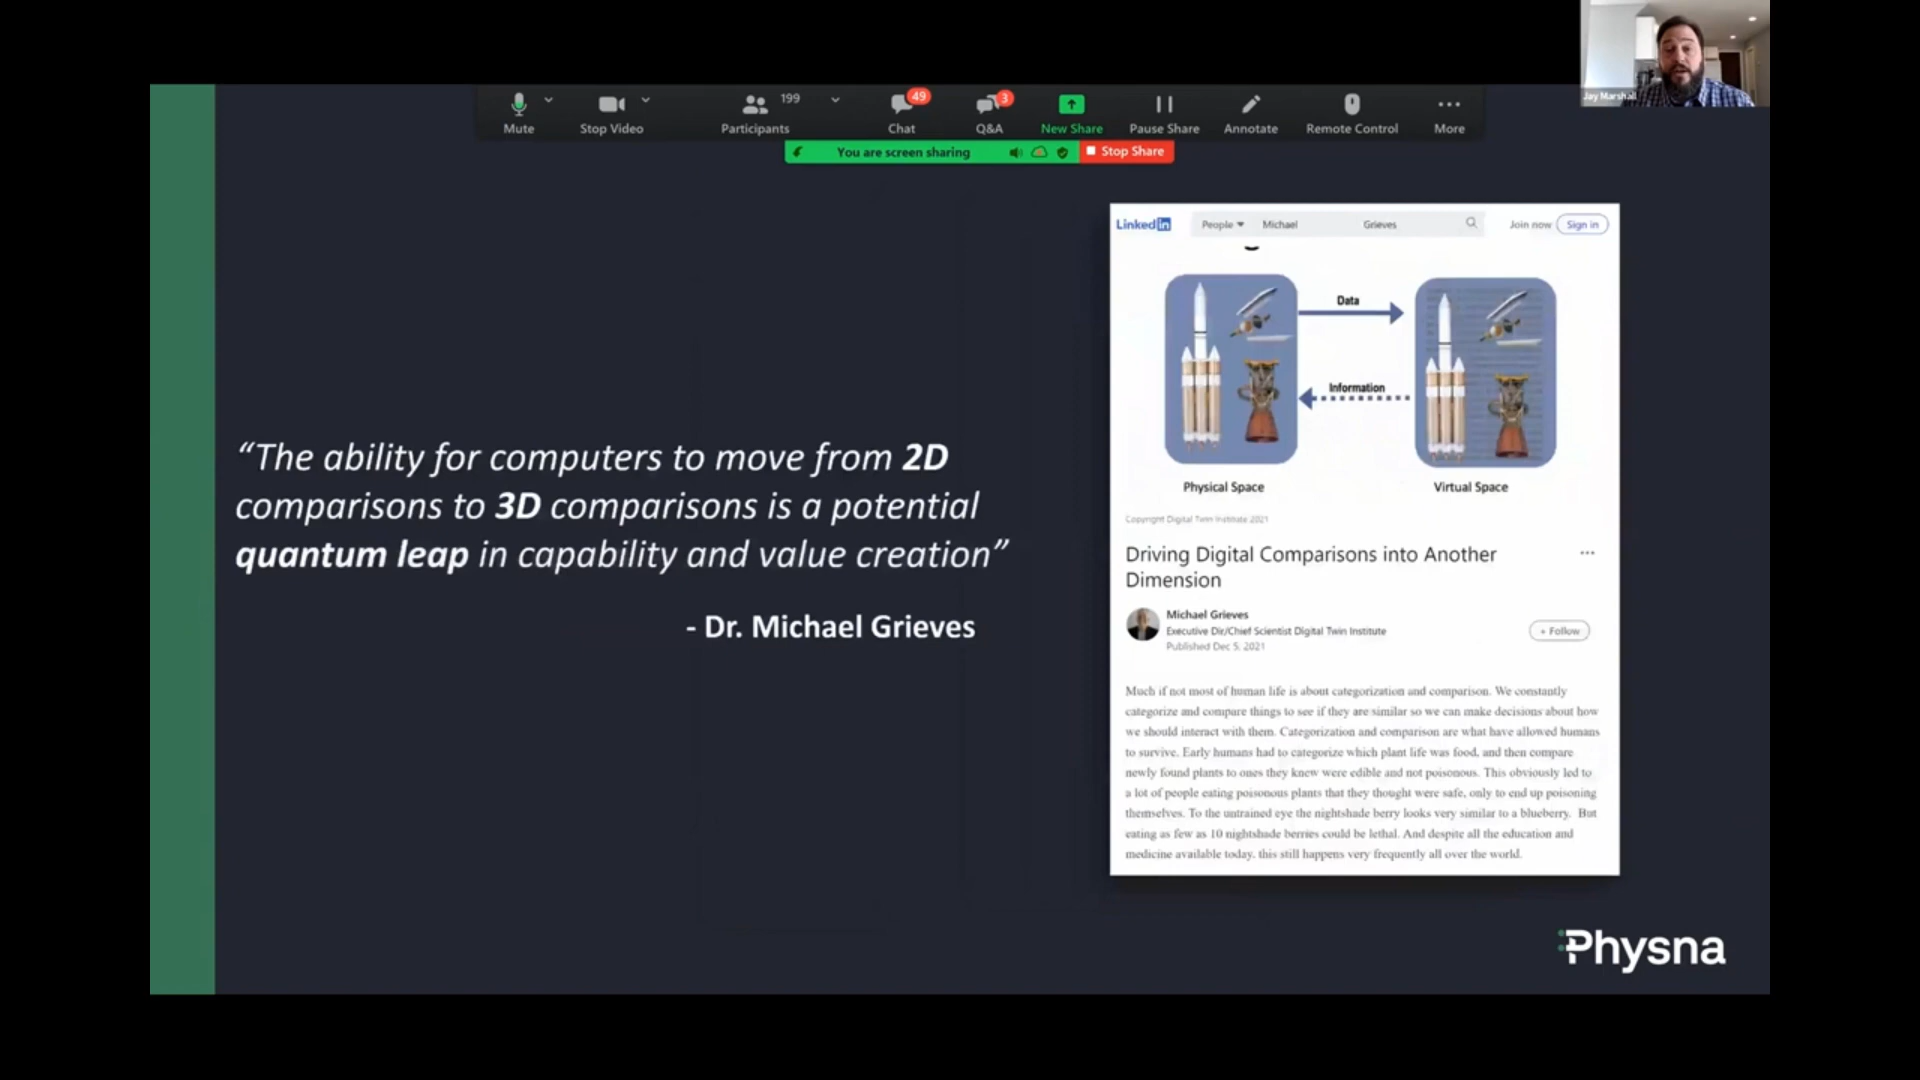 Jay Marshall
199
49
3
Mute
Stop Video
Participants
Chat
Q&A
New Share
Pause Share
Annotate
Remote Control
More
You are screen sharing
Stop Share
“The ability for computers to move from 2D
comparisons to 3D comparisons is a potential
quantum leap in capability and value creation”
- Dr. Michael Grieves
Linkedin
People
Michael
Grieves
Join now
Sign in
Data
Information
Physical Space
Virtual Space
Copyright Digital Twin Institute 2021
Driving Digital Comparisons into Another
Dimension
Michael Grieves
Executive Dir/Chief Scientist Digital Twin Institute
Published Dec 5, 2021
+ Follow
Much if not most of human life is about categorization and comparison. We constantly
categorize and compare things to see if they are similar so we can make decisions about how
we should interact with them. Categorization and comparison are what have allowed humans
to survive. Early humans had to categorize which plant life was food, and then compare
newly found plants to ones they knew were edible and not poisonous. This obviously led to
a lot of people eating poisonous plants that they thought were safe, only to end up poisoning
themselves. To the untrained eye the nightshade berry looks very similar to a blueberry. But
eating as few as 10 nightshade berries could be lethal. And despite all the education and
medicine available today, this still happens very frequently all over the world.
Physna